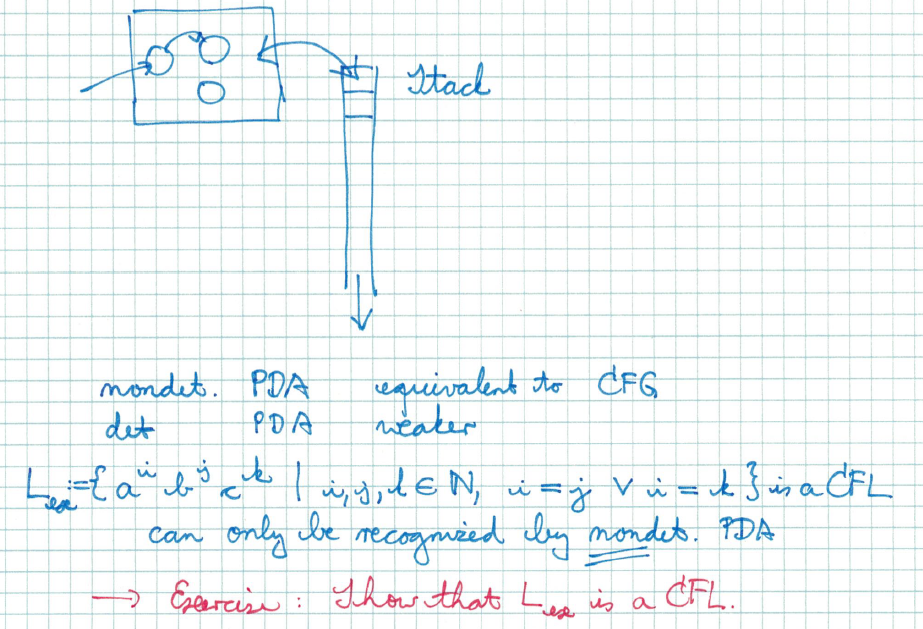 Stack
nondet. PDA equivalent to CFG
det PDA weaker
L_ex := { a^i b^j c^k | i, j, k ∈ N, i = j ∨ i = k } is a CFL
can only be recognized by nondet. PDA
→ Exercise : Show that L_ex is a CFL.